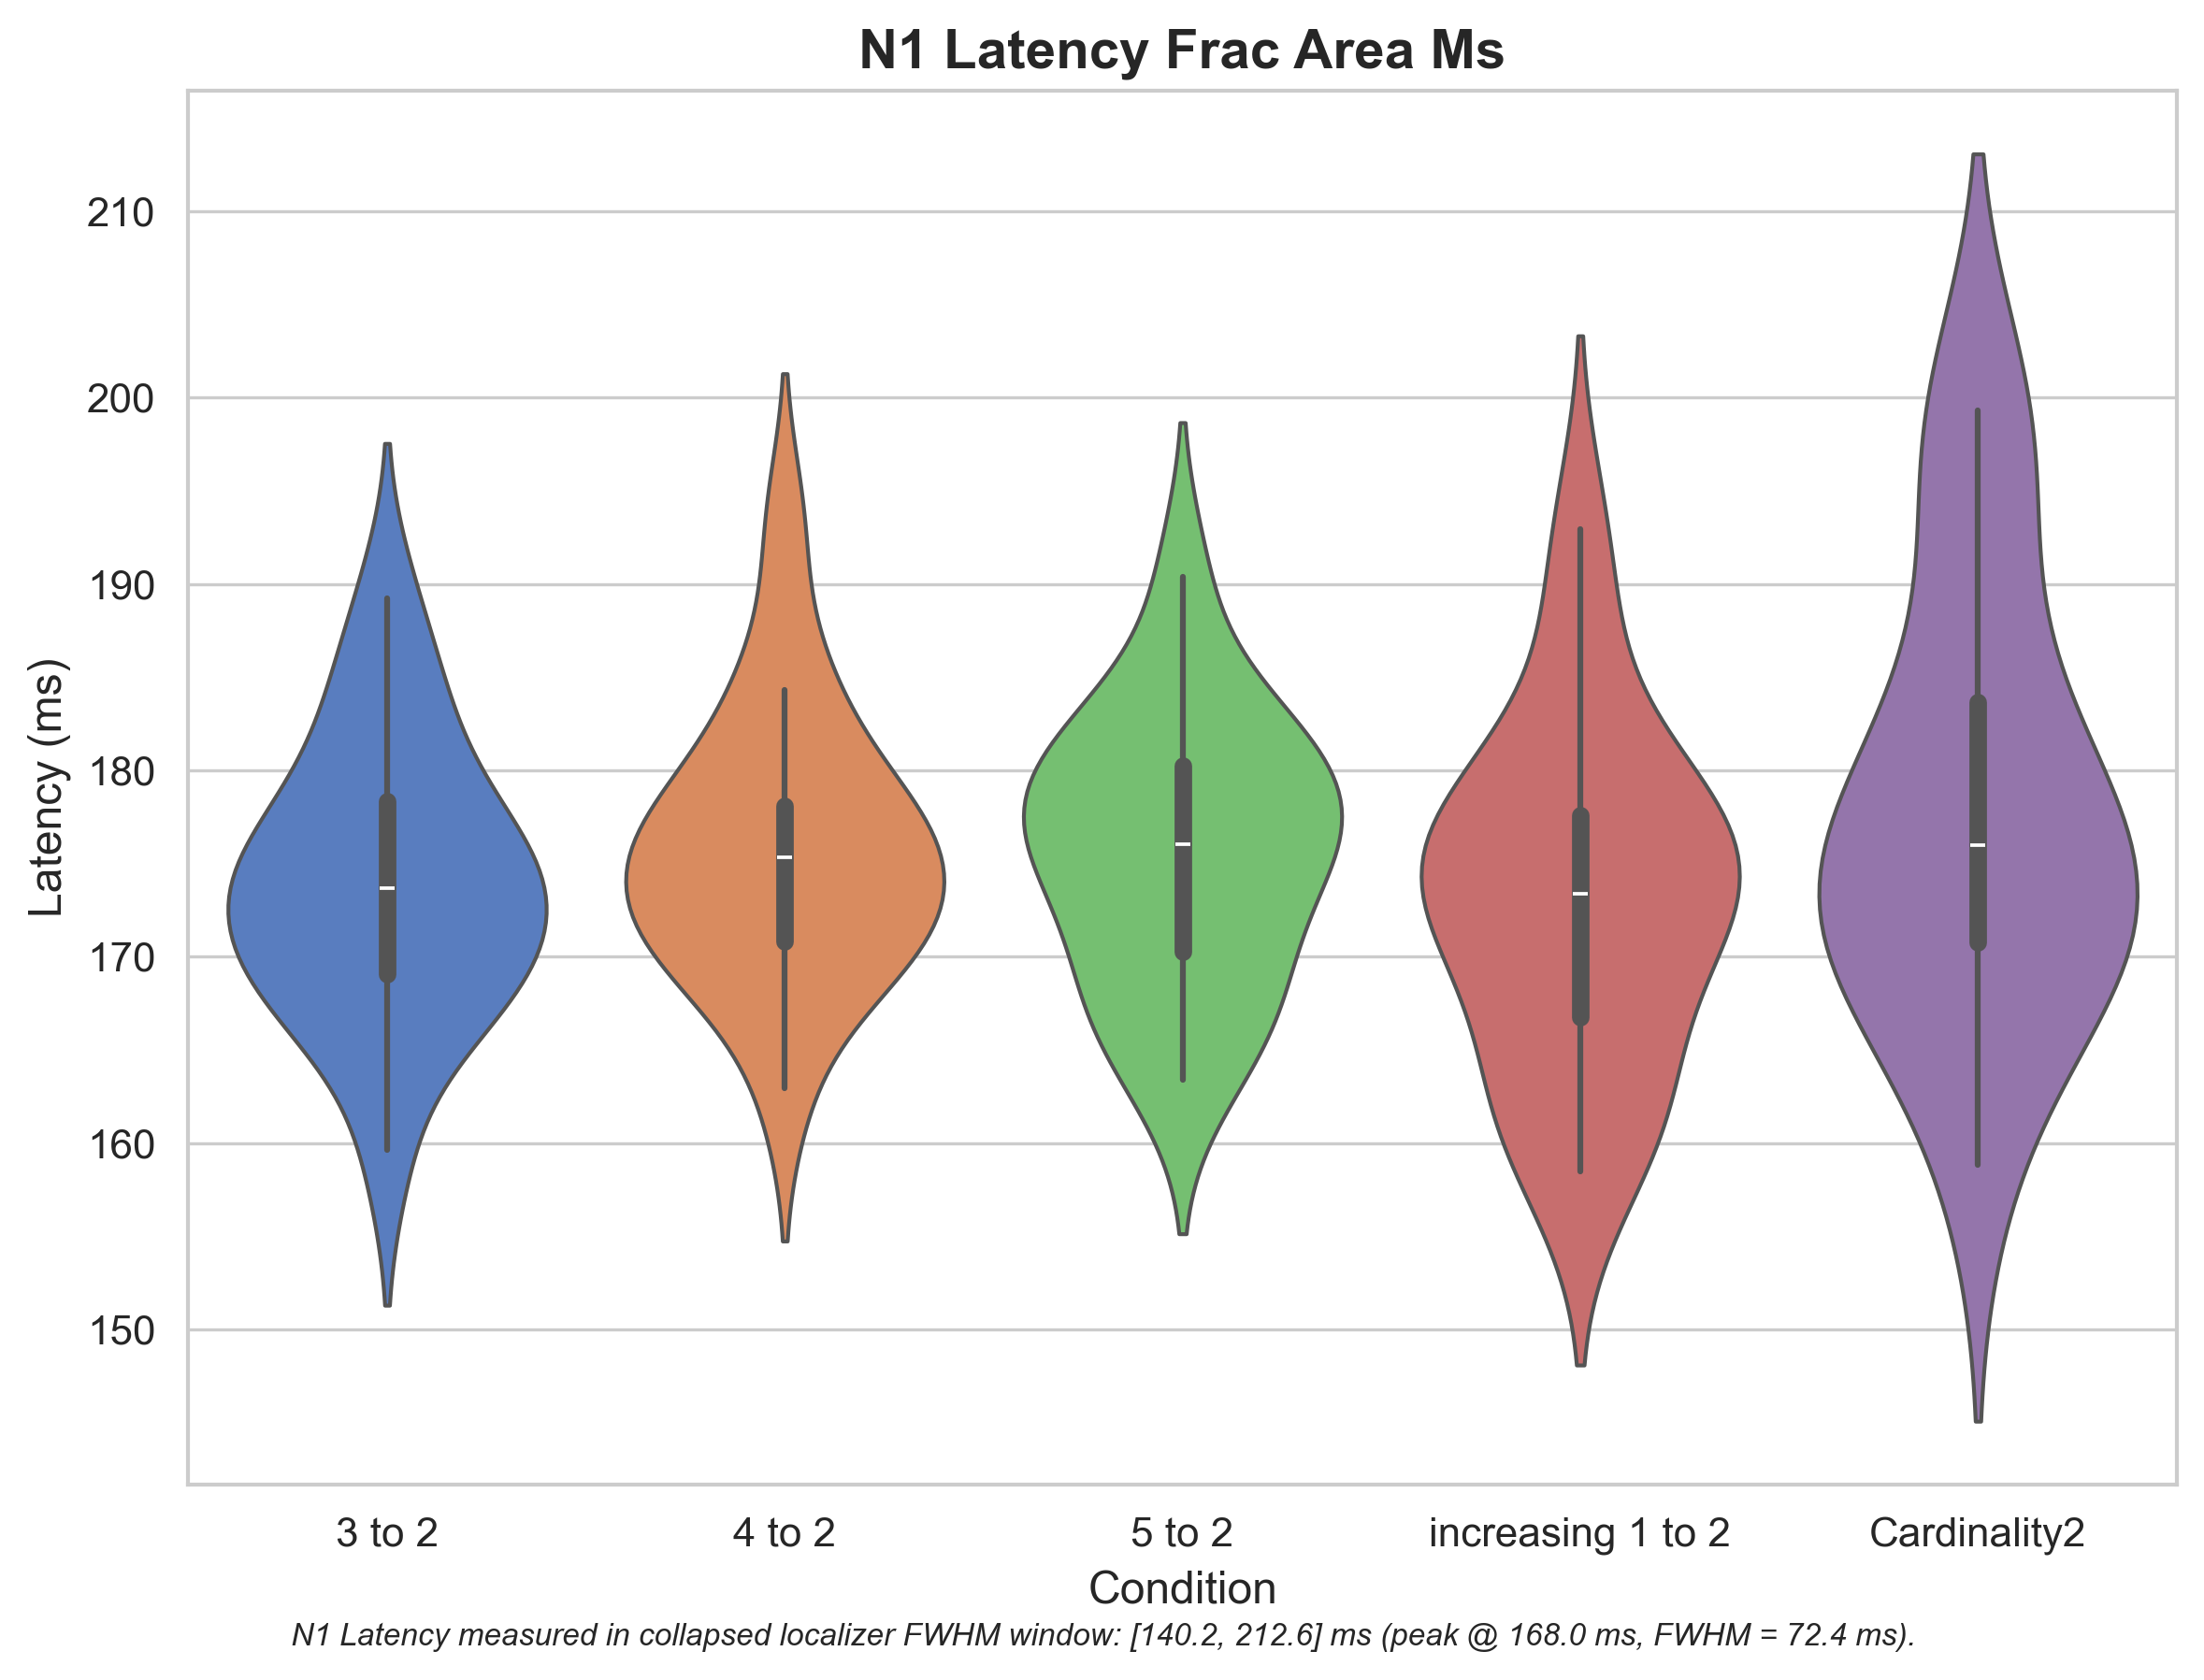 N1 Latency Frac Area Ms
Latency (ms)
210
200
190
180
170
160
150
3 to 2
4 to 2
5 to 2
increasing 1 to 2
Cardinality2
Condition
N1 Latency measured in collapsed localizer FWHM window: [140.2, 212.6] ms (peak @ 168.0 ms, FWHM = 72.4 ms).